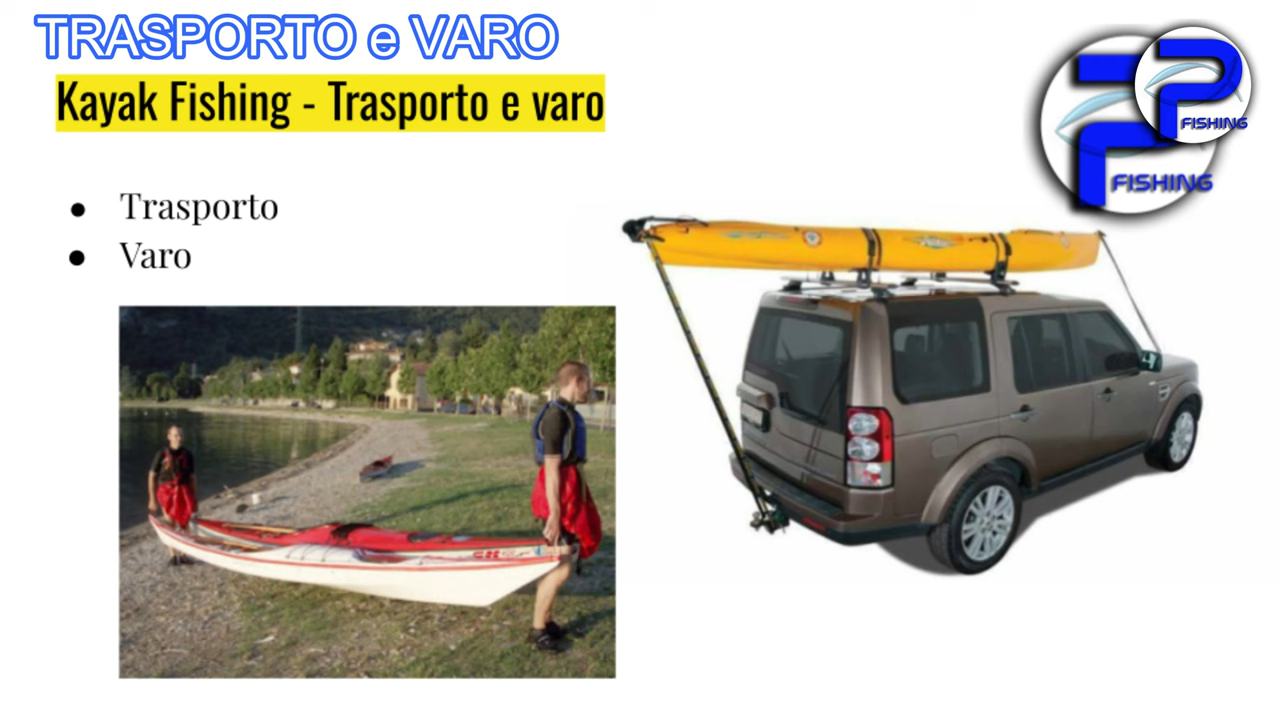 TRASPORTO e VARO
Kayak Fishing - Trasporto e varo
FISHING
FISHING
● Trasporto
● Varo